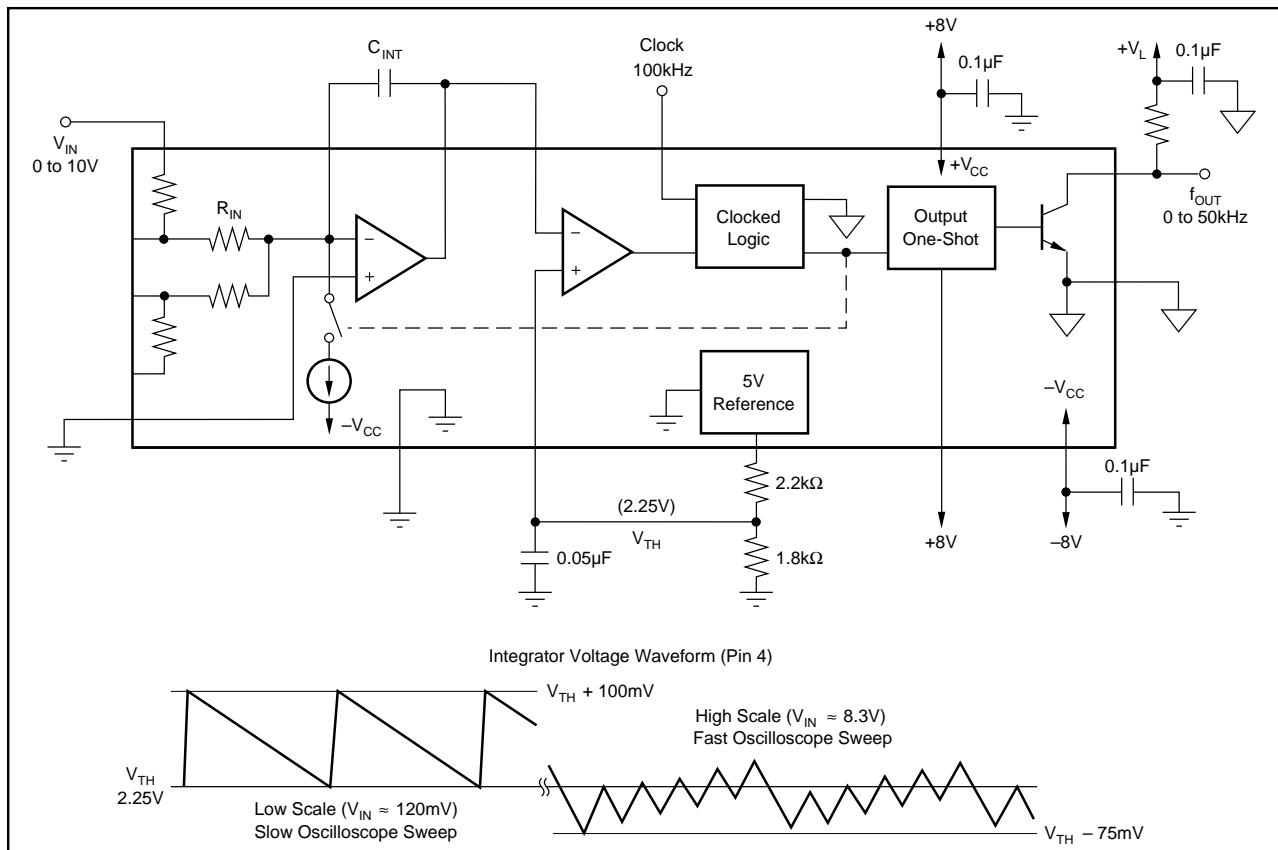 +8V
+V_L
0.1µF
C_INT
Clock
100kHz
0.1µF
V_IN
0 to 10V
+V_CC
R_IN
Clocked
Logic
Output
One-Shot
f_OUT
0 to 50kHz
–
+
–
+
5V
Reference
–V_CC
–V_CC
0.1µF
2.2kΩ
(2.25V)
V_TH
+8V
–8V
0.05µF
1.8kΩ
Integrator Voltage Waveform (Pin 4)
V_TH + 100mV
High Scale (V_IN ≈ 8.3V)
Fast Oscilloscope Sweep
V_TH
2.25V
Low Scale (V_IN ≈ 120mV)
Slow Oscilloscope Sweep
V_TH – 75mV